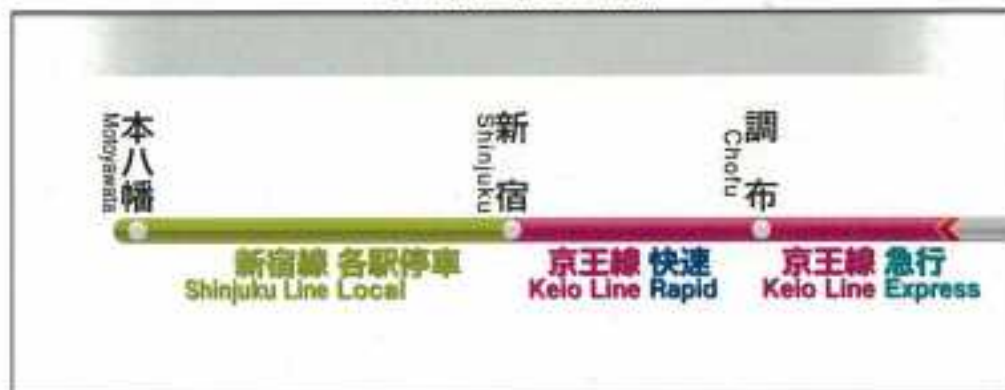 本八幡
Motoyawata
新宿
Shinjuku
調布
Chofu
新宿線 各駅停車
Shinjuku Line Local
京王線 快速
Keio Line Rapid
京王線 急行
Keio Line Express